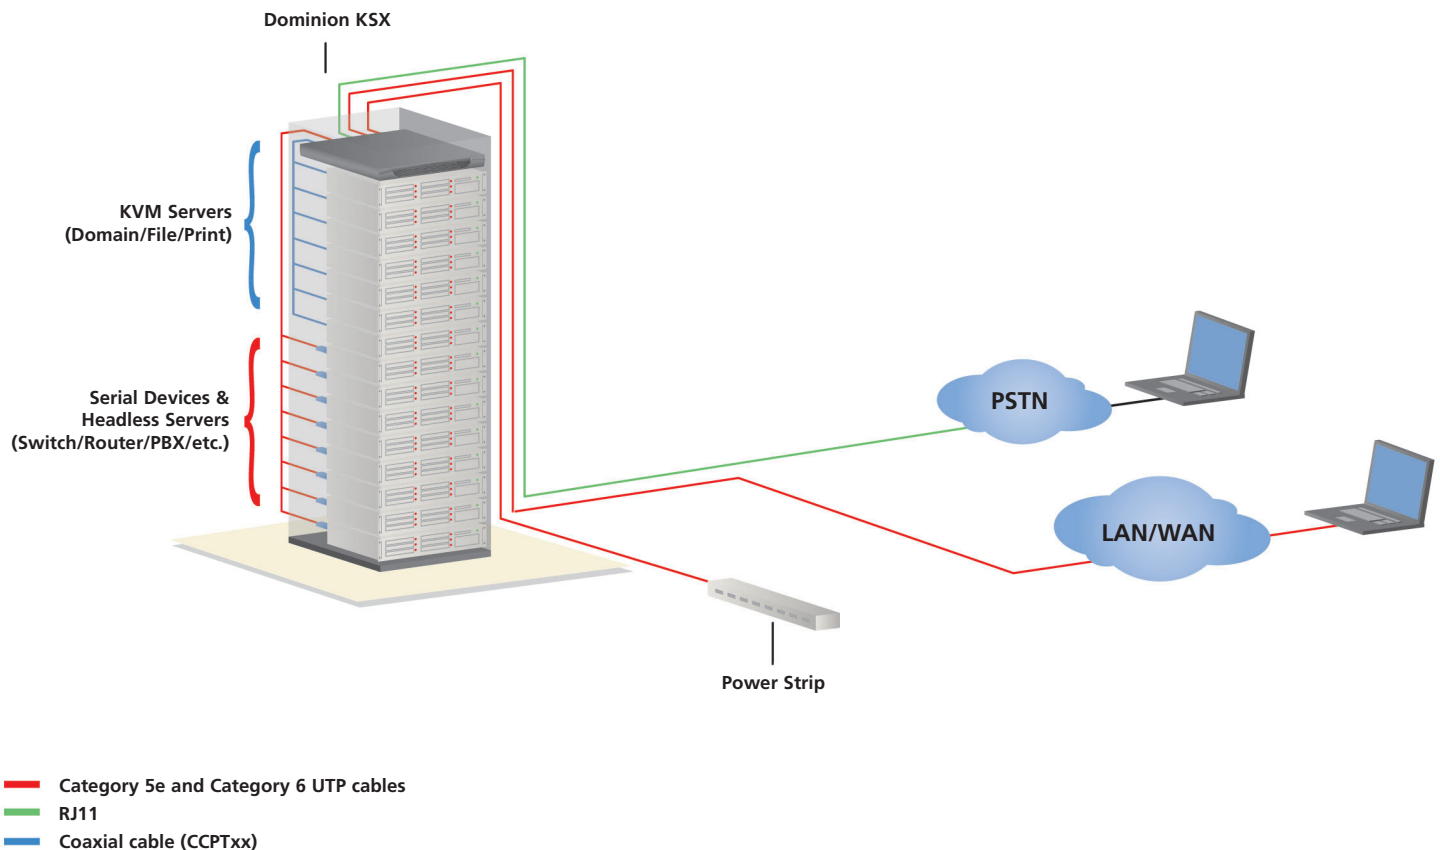 Dominion KSX
KVM Servers
(Domain/File/Print)
Serial Devices &
Headless Servers
(Switch/Router/PBX/etc.)
PSTN
LAN/WAN
Power Strip
Category 5e and Category 6 UTP cables
RJ11
Coaxial cable (CCPTxx)